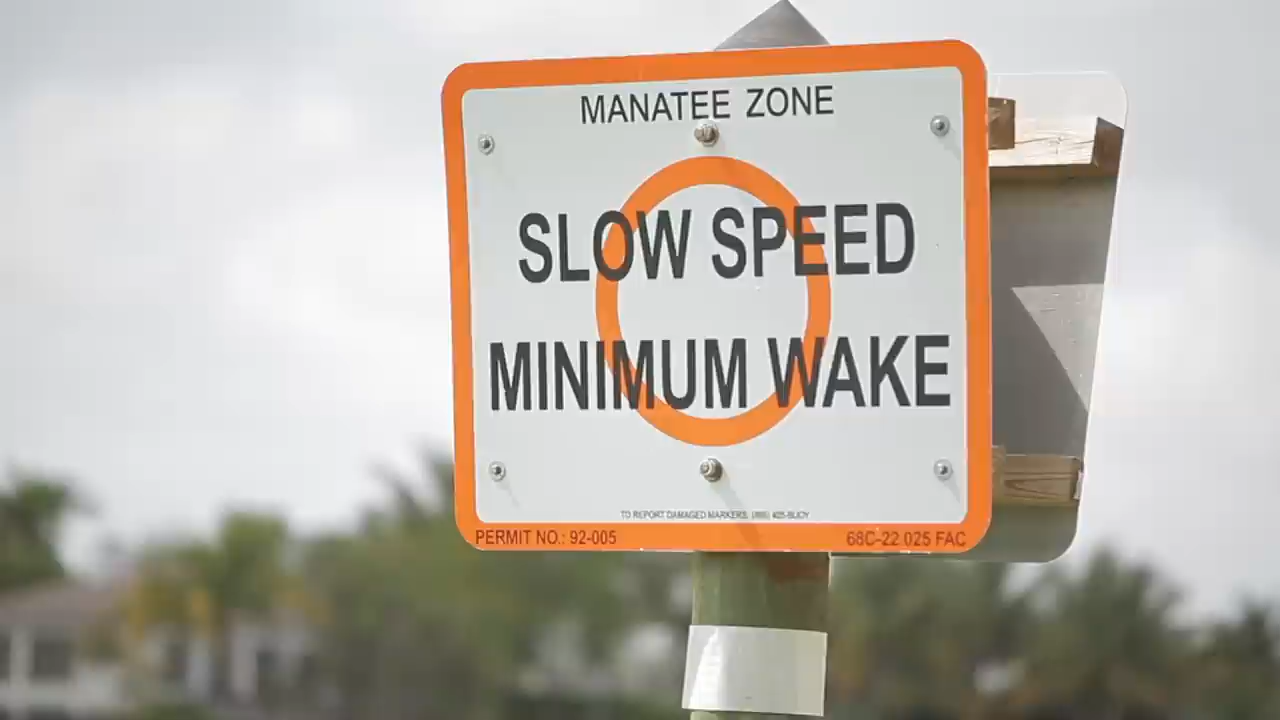 MANATEE ZONE
SLOW SPEED
MINIMUM WAKE
TO REPORT DAMAGED MARKERS, 405-BUOY
PERMIT NO.: 92-005
68C-22 025 FAC